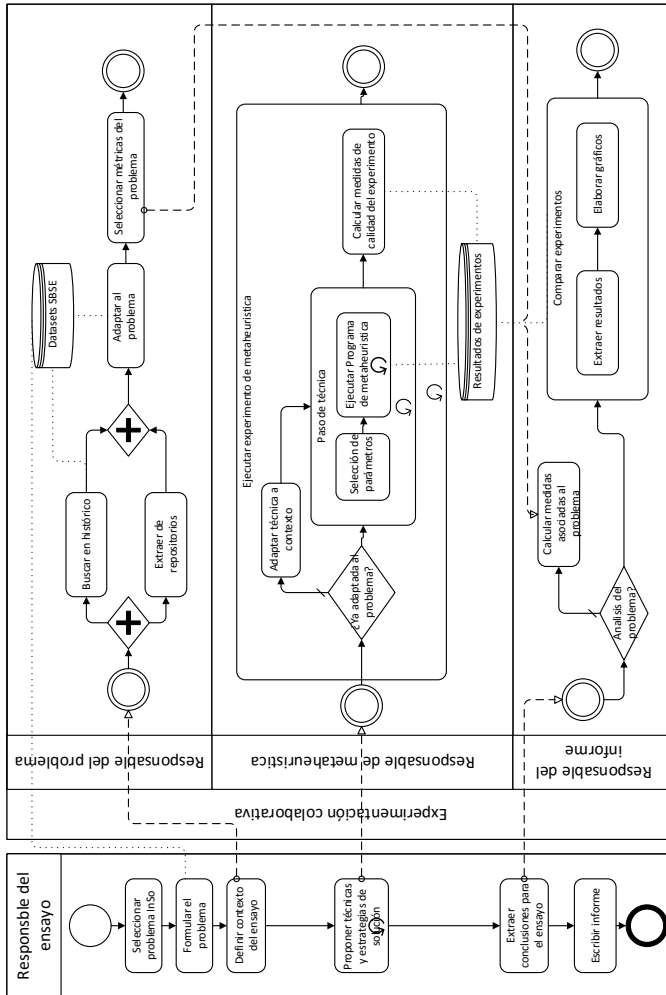 Responsble del
ensayo
Seleccionar
problema InSo
Formular el
problema
Definir contexto
del ensayo
Proponer técnicas
y estrategias de
solución
Extraer
conclusiones para
el ensayo
Escribir informe
Experimentación colaborativa
Responsable del problema
Buscar en histórico
Extraer de
repositorios
Datasets SBSE
Adaptar al
problema
Seleccionar métricas del
problema
Responsable de metaheurística
Ejecutar experimento de metaheurística
¿Ya adaptada al
problema?
Adaptar técnica a
contexto
Paso de técnica
Selección de
parámetros
Ejecutar Programa
de metaheurística
Calcular medidas de
calidad del experimento
Resultados de experimentos
Responsable del
informe
Analisis del
problema?
Calcular medidas
asociadas al
problema
Comparar experimentos
Extraer resultados
Elaborar gráficos